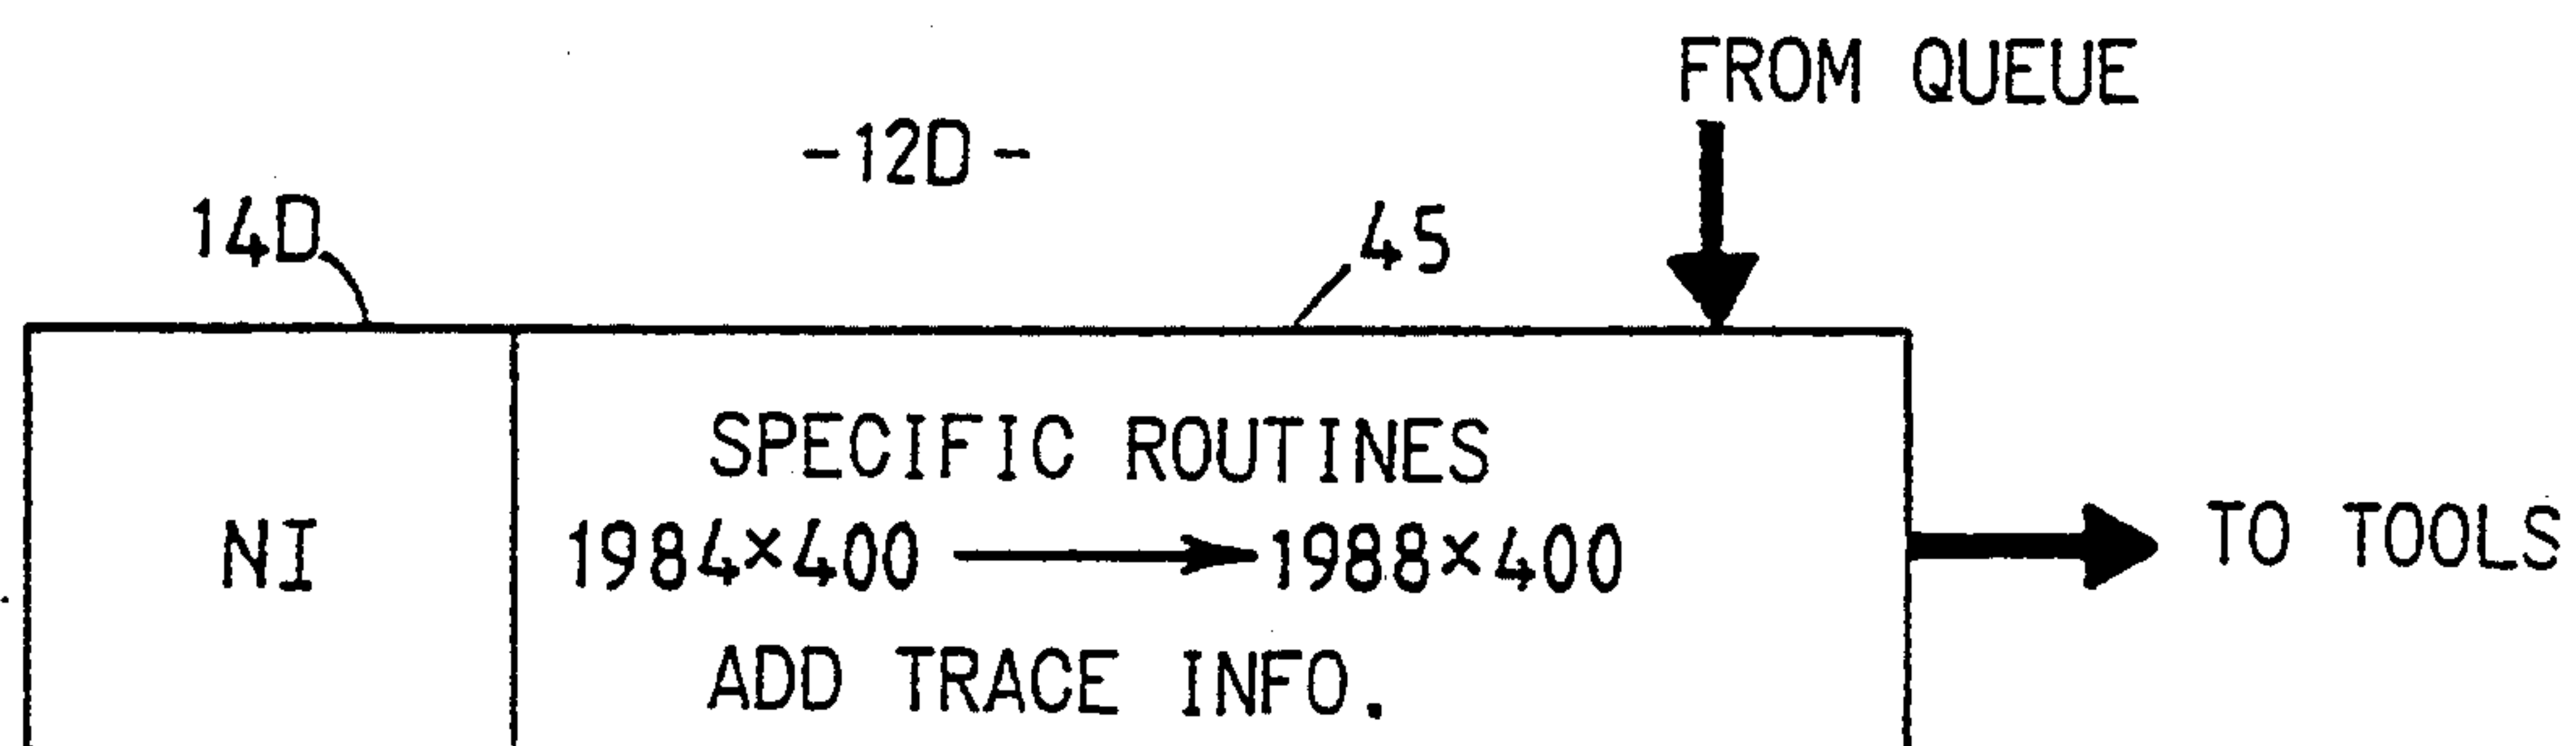 FROM QUEUE
-12D-
14D
45
SPECIFIC ROUTINES
NI
1984×400
1988×400
TO TOOLS
ADD TRACE INFO.